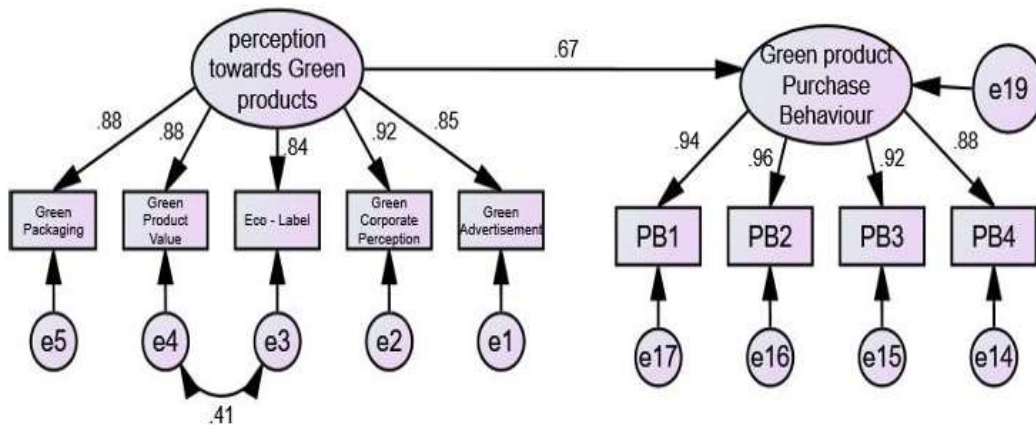 perception
towards Green
products
.67
Green product
Purchase
Behaviour
e19
.88
.88
.84
.92
.85
.94
.96
.92
.88
Green
Packaging
Green
Product
Value
Eco - Label
Green
Corporate
Perception
Green
Advertisement
PB1
PB2
PB3
PB4
e5
e4
e3
e2
e1
e17
e16
e15
e14
.41